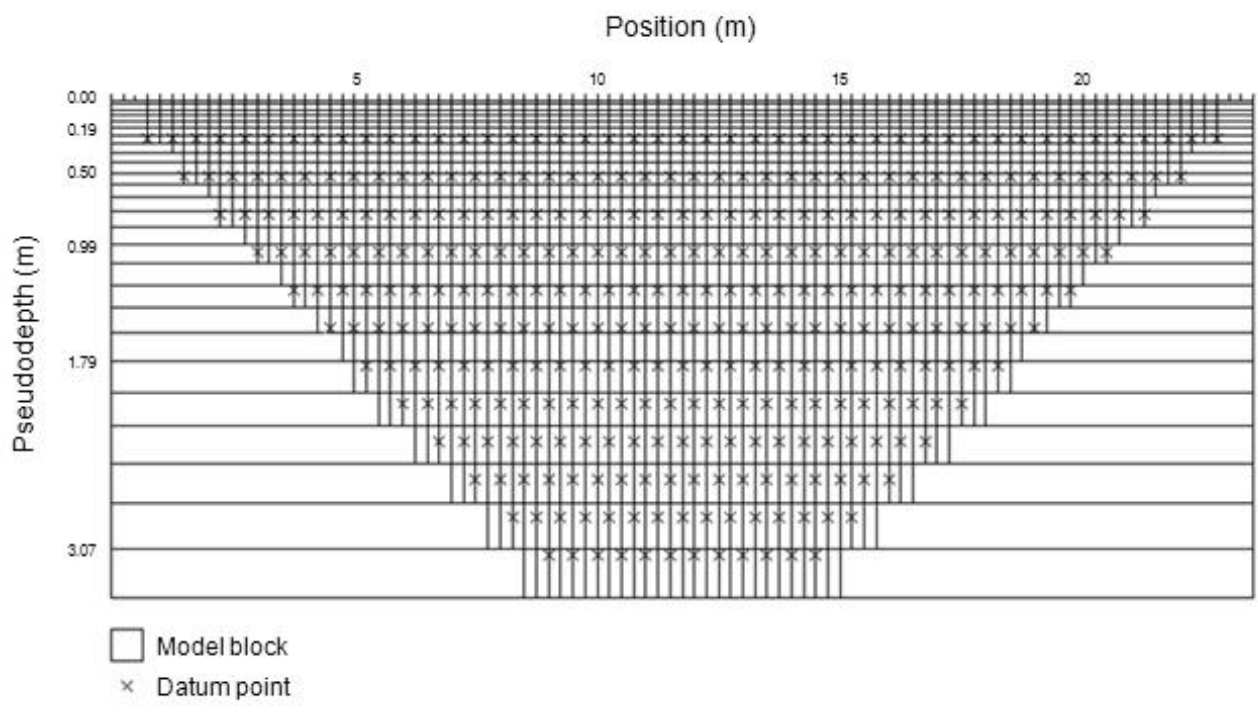 Position (m)
5 10 15 20
0.00
0.19
0.50
0.99
1.79
3.07
Pseudodepth (m)
Model block
Datum point